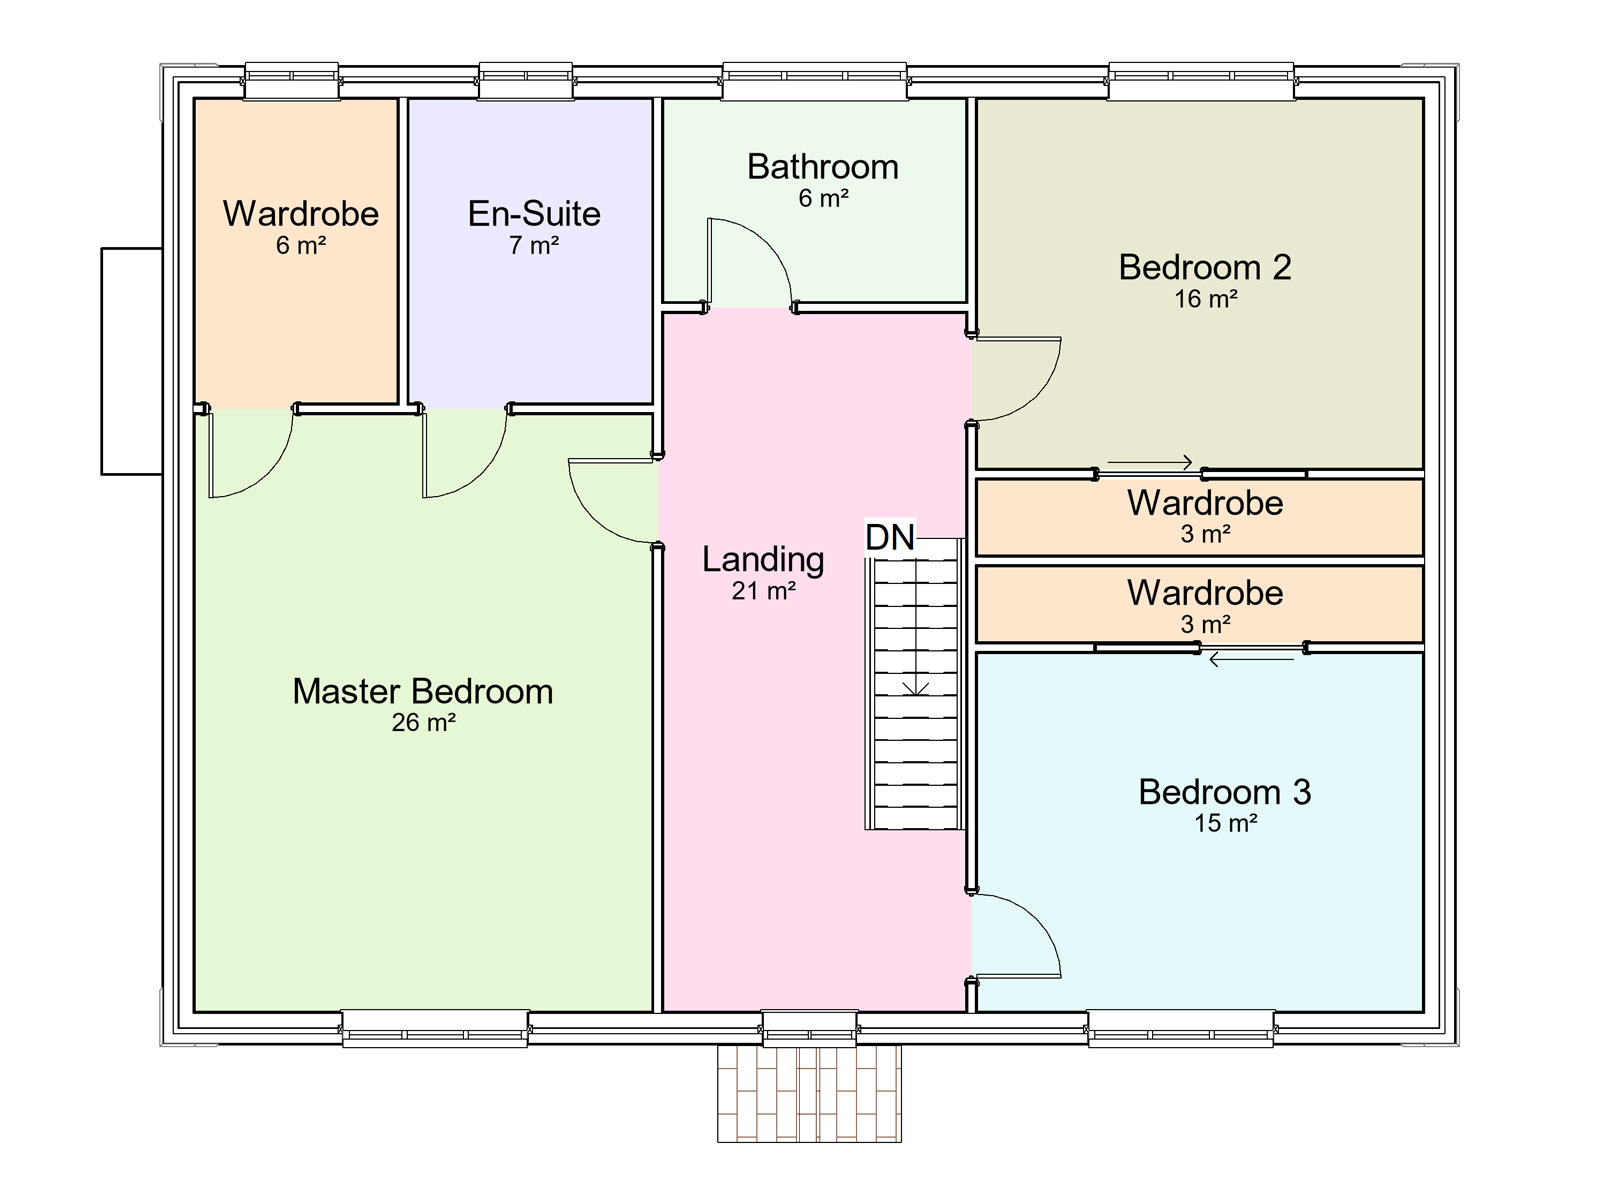 Wardrobe
6 m²
En-Suite
7 m²
Bathroom
6 m²
Bedroom 2
16 m²
Wardrobe
3 m²
DN
Landing
21 m²
Wardrobe
3 m²
Master Bedroom
26 m²
Bedroom 3
15 m²